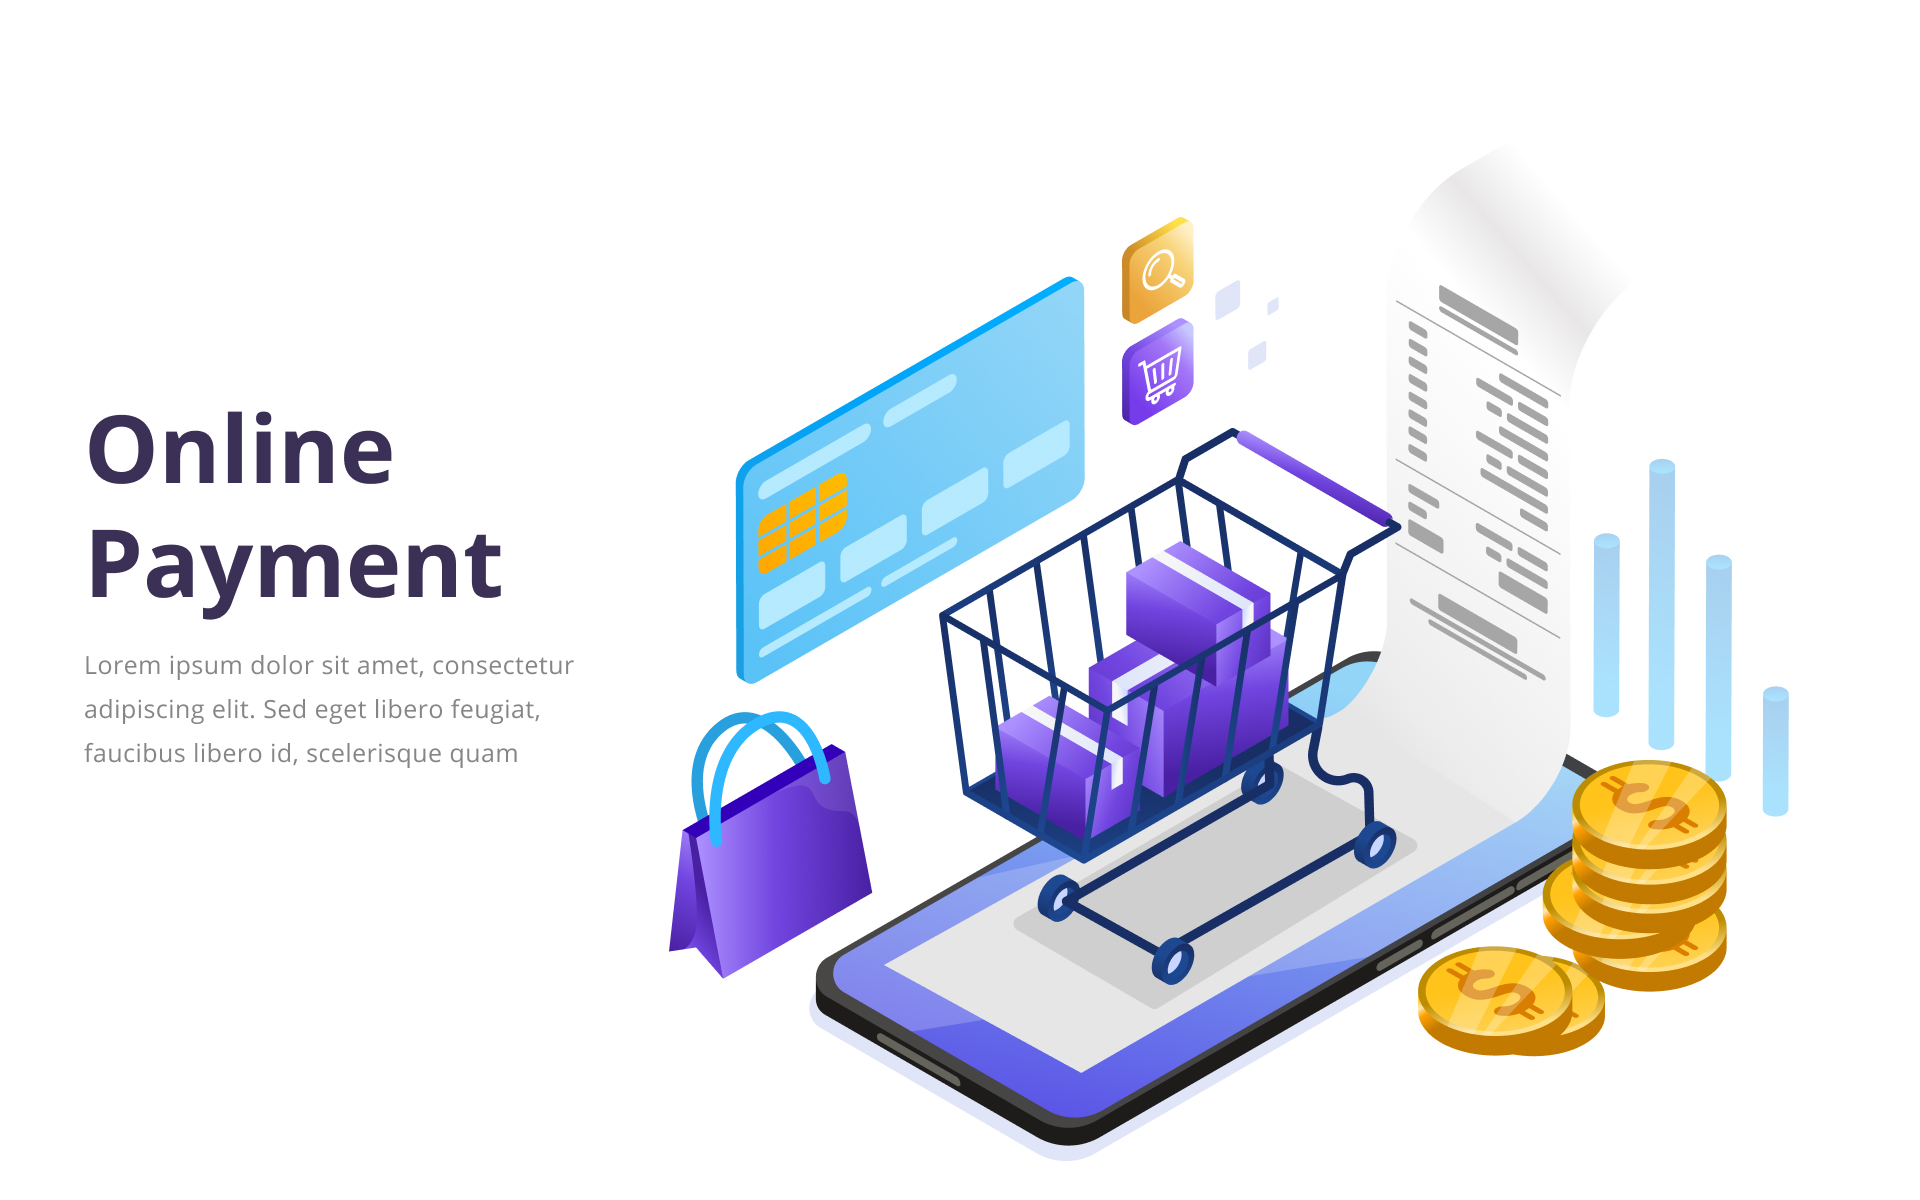 Online
Payment
Lorem ipsum dolor sit amet, consectetur
adipiscing elit. Sed eget libero feugiat,
faucibus libero id, scelerisque quam